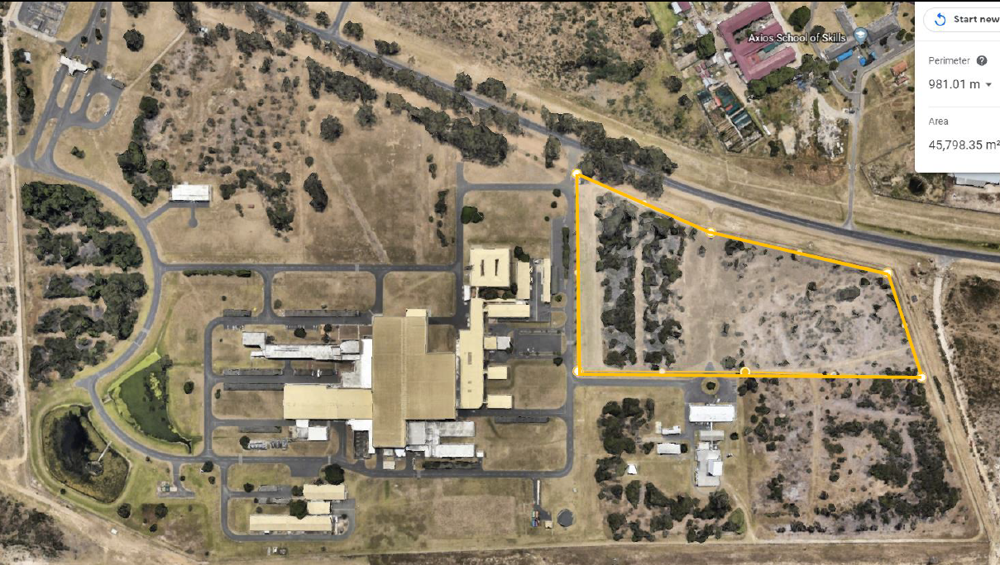 Start new
Axios School of Skills
Perimeter
981.01 m
Area
45,798.35 m²